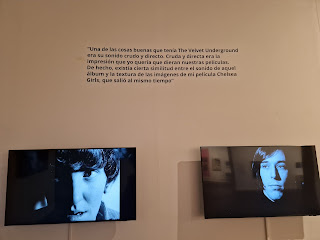 "Una de las cosas buenas que tenía The Velvet Underground
era su sonido crudo y directo. Cruda y directa era la
impresión que yo quería que dieran nuestras películas.
De hecho, existía cierta similitud entre el sonido de aquel
álbum y la textura de las imágenes de mi película Chelsea
Girls, que salió al mismo tiempo"